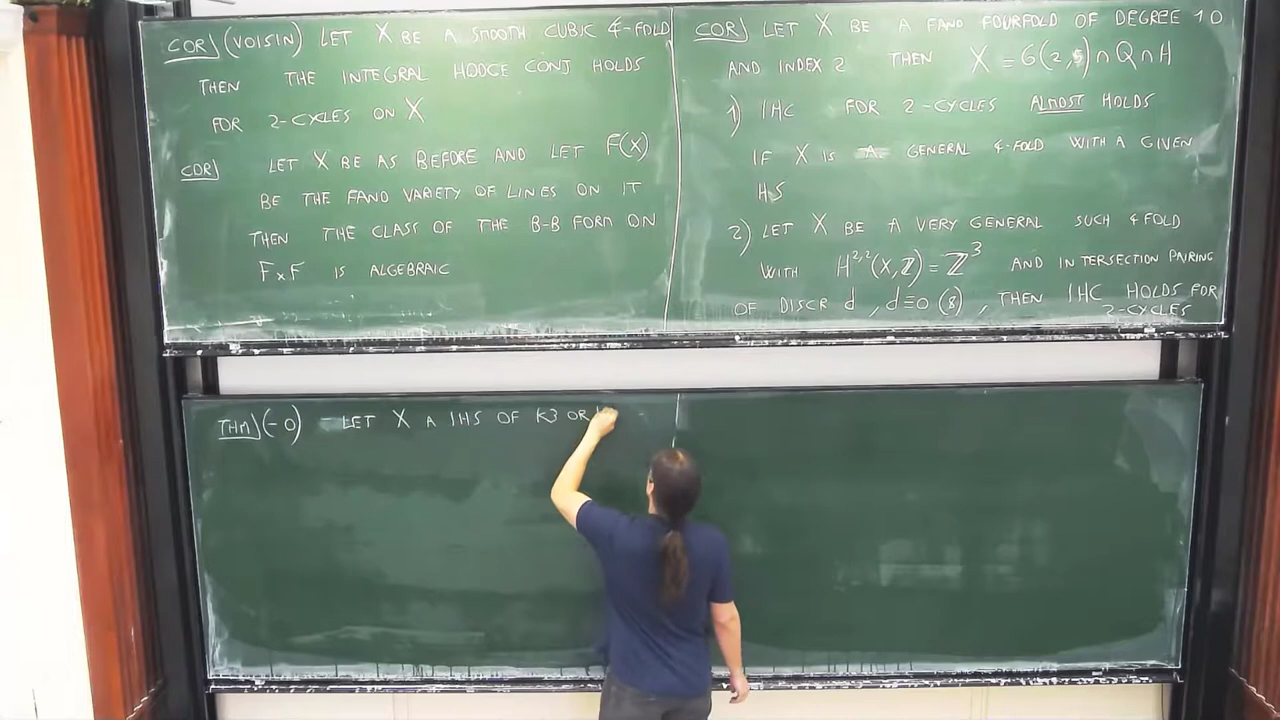 COR) (VOISIN) LET X BE A SMOOTH CUBIC 4-FOLD
THEN THE INTEGRAL HODGE CONJ HOLDS
FOR 2-CYCLES ON X
COR) LET X BE AS BEFORE AND LET F(X)
BE THE FANO VARIETY OF LINES ON IT
THEN THE CLASS OF THE B-B FORM ON
F×F IS ALGEBRAIC
COR) LET X BE A FANO FOURFOLD OF DEGREE 10
AND INDEX 2 THEN X = G(2,5)∩Q∩H
1) IHC FOR 2-CYCLES ALMOST HOLDS
IF X IS A GENERAL 4-FOLD WITH A GIVEN
HS
2) LET X BE A VERY GENERAL SUCH 4FOLD
WITH H^{2,2}(X,ℤ) = ℤ^3 AND INTERSECTION PAIRING
OF DISCR d, d≡0 (8), THEN IHC HOLDS FOR
2-CYCLES
THM) (-O) LET X A IHS OF K3 OR